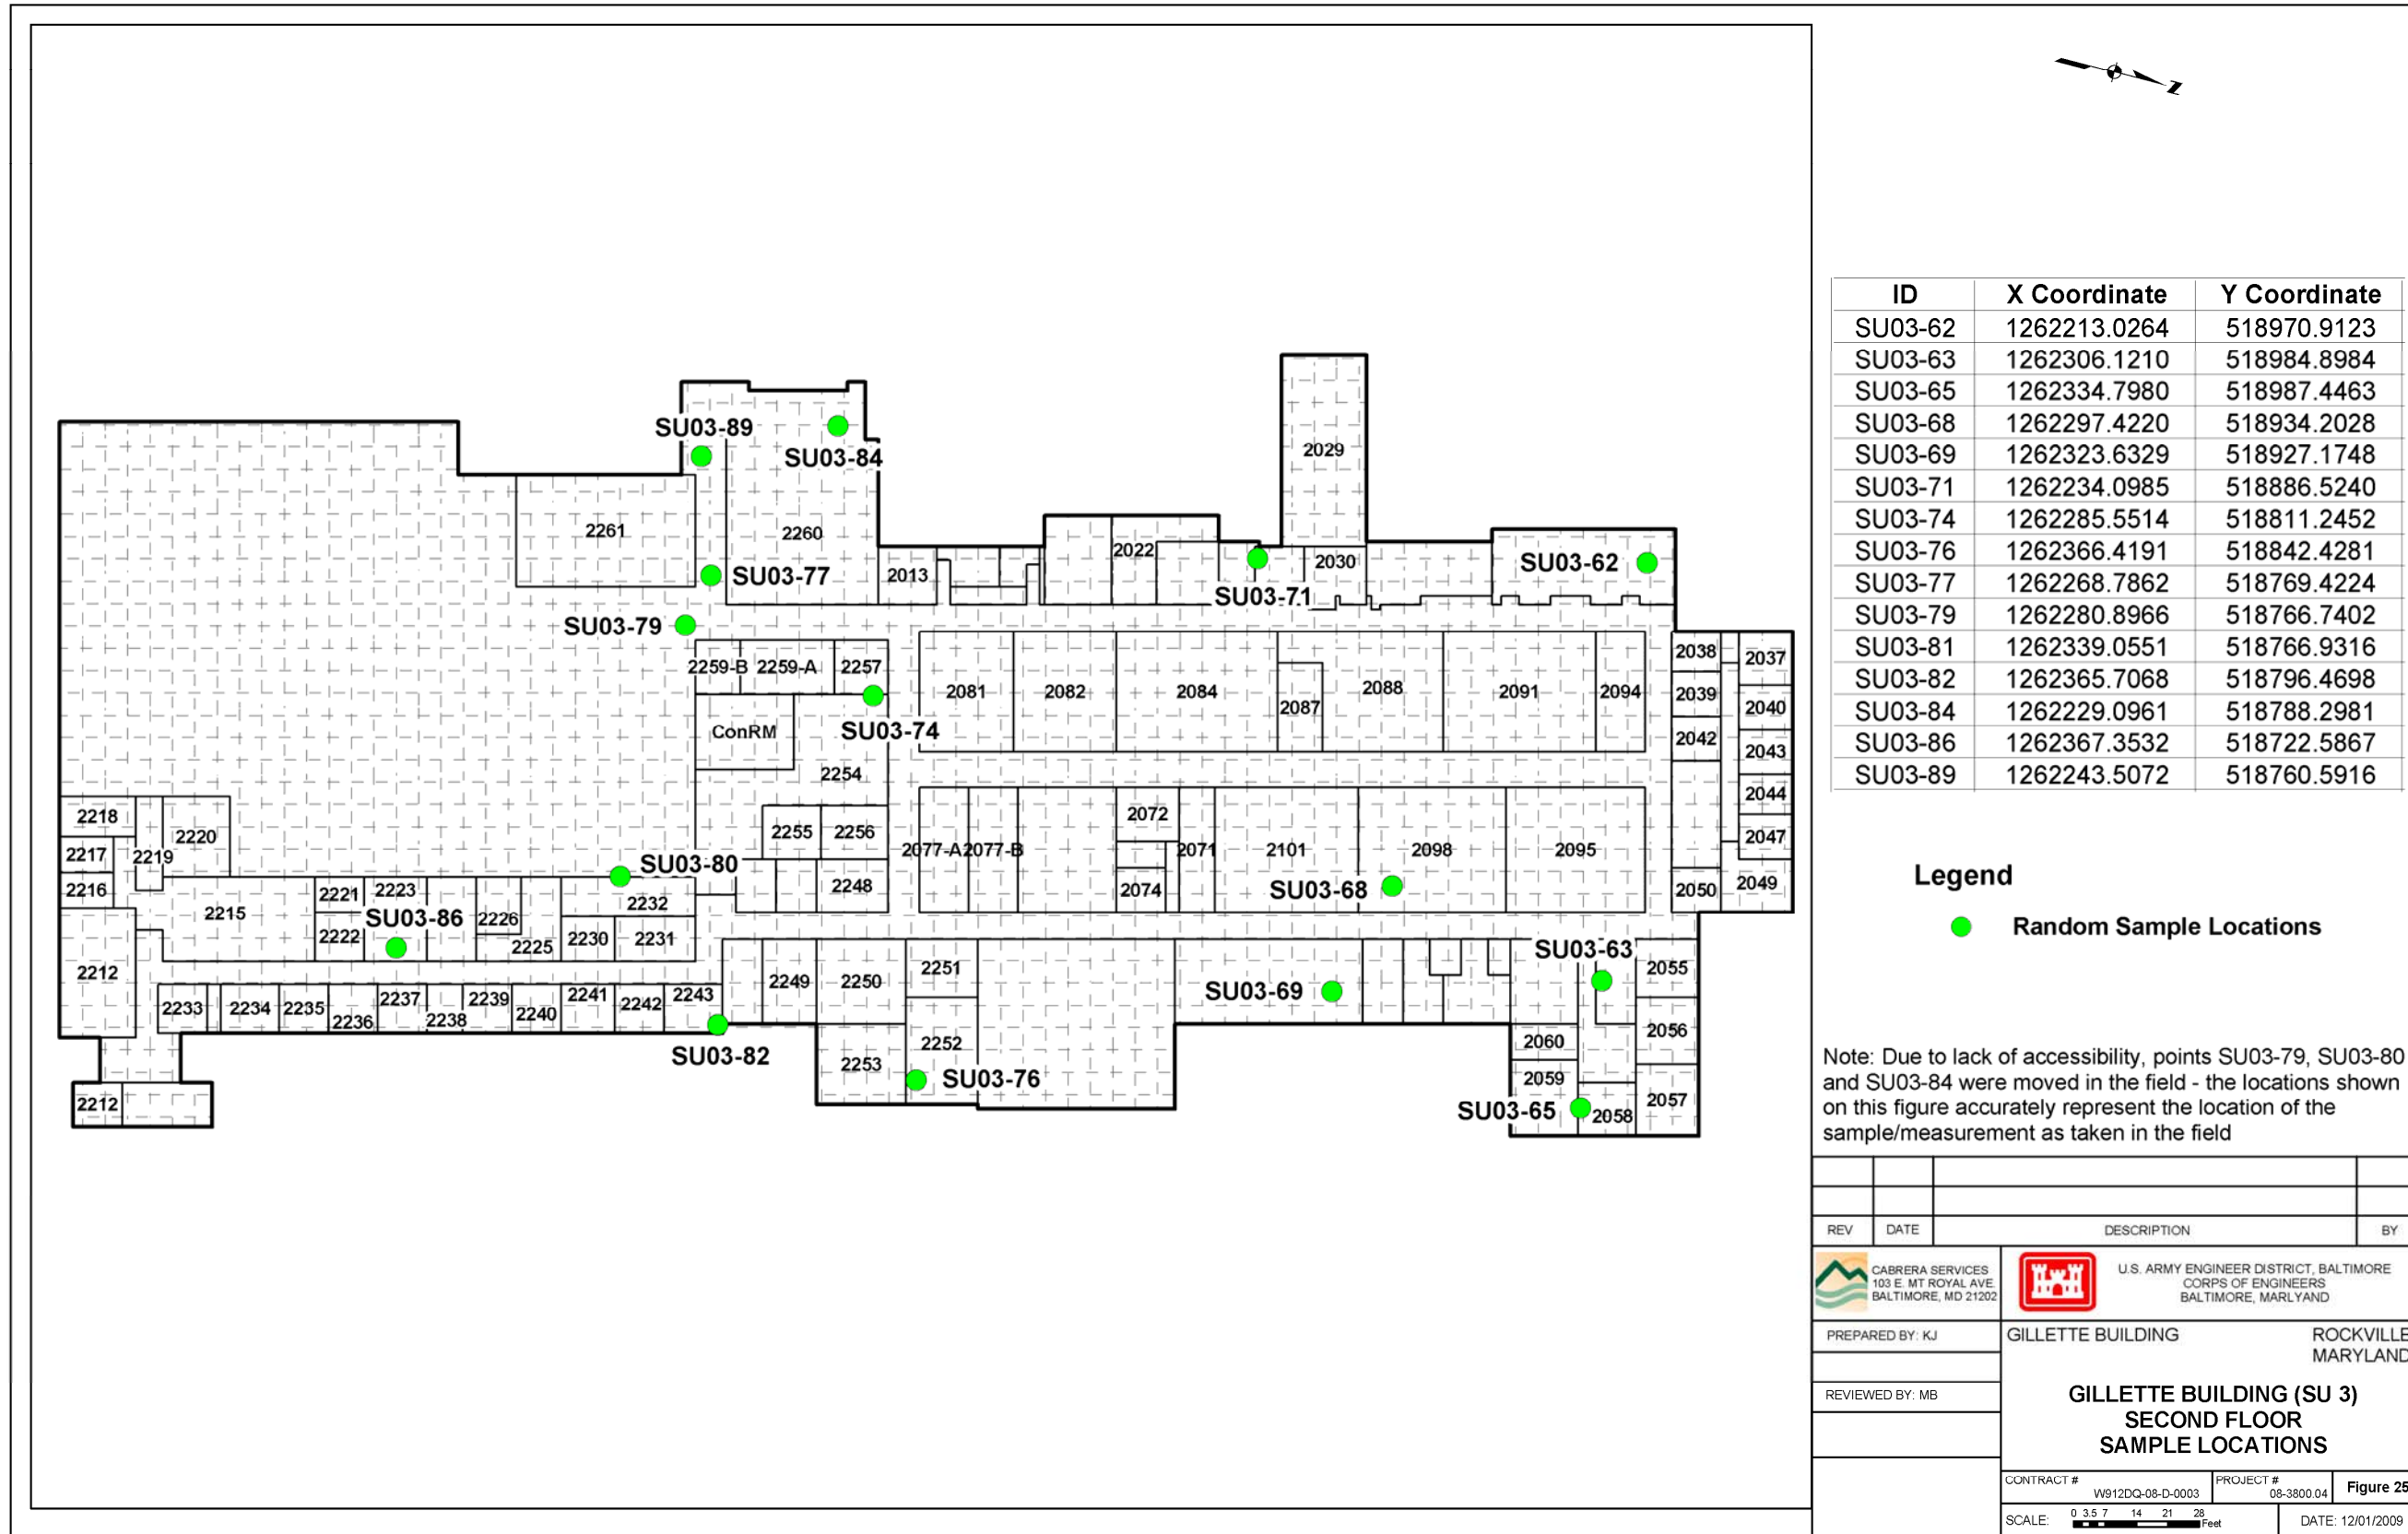 Z
SU03-89
SU03-84
2029
2261
2260
2022
2030
SU03-62
SU03-77
2013
SU03-71
SU03-79
2259-B
2259-A
2257
2038
2037
2081
2082
2084
2088
2091
2094
2039
2087
2040
ConRM
SU03-74
2042
2043
2254
2044
2218
2220
2255
2256
2072
2047
2217
2219
SU03-80
2077-A
2077-B
2071
2101
2098
2095
2216
2221
2223
2248
2074
SU03-68
2050
2049
2215
SU03-86
2226
2232
2222
2225
2230
2231
SU03-63
2212
2251
2055
2249
2250
SU03-69
2233
2234
2235
2236
2237
2238
2239
2240
2241
2242
2243
SU03-82
2252
2253
SU03-76
2060
2056
2059
SU03-65
2058
2057
2212
ID X Coordinate Y Coordinate
SU03-62 1262213.0264 518970.9123
SU03-63 1262306.1210 518984.8984
SU03-65 1262334.7980 518987.4463
SU03-68 1262297.4220 518934.2028
SU03-69 1262323.6329 518927.1748
SU03-71 1262234.0985 518886.5240
SU03-74 1262285.5514 518811.2452
SU03-76 1262366.4191 518842.4281
SU03-77 1262268.7862 518769.4224
SU03-79 1262280.8966 518766.7402
SU03-81 1262339.0551 518766.9316
SU03-82 1262365.7068 518796.4698
SU03-84 1262229.0961 518788.2981
SU03-86 1262367.3532 518722.5867
SU03-89 1262243.5072 518760.5916
Legend
Random Sample Locations
Note: Due to lack of accessibility, points SU03-79, SU03-80
and SU03-84 were moved in the field - the locations shown
on this figure accurately represent the location of the
sample/measurement as taken in the field
REV DATE DESCRIPTION BY
CABRERA SERVICES
103 E. MT ROYAL AVE.
BALTIMORE, MD 21202
U.S. ARMY ENGINEER DISTRICT, BALTIMORE
CORPS OF ENGINEERS
BALTIMORE, MARLYAND
PREPARED BY: KJ
GILLETTE BUILDING ROCKVILLE
MARYLAND
REVIEWED BY: MB
GILLETTE BUILDING (SU 3)
SECOND FLOOR
SAMPLE LOCATIONS
CONTRACT #
W912DQ-08-D-0003
PROJECT #
08-3800.04
Figure 25
SCALE: 0 3.5 7 14 21 28
Feet
DATE: 12/01/2009